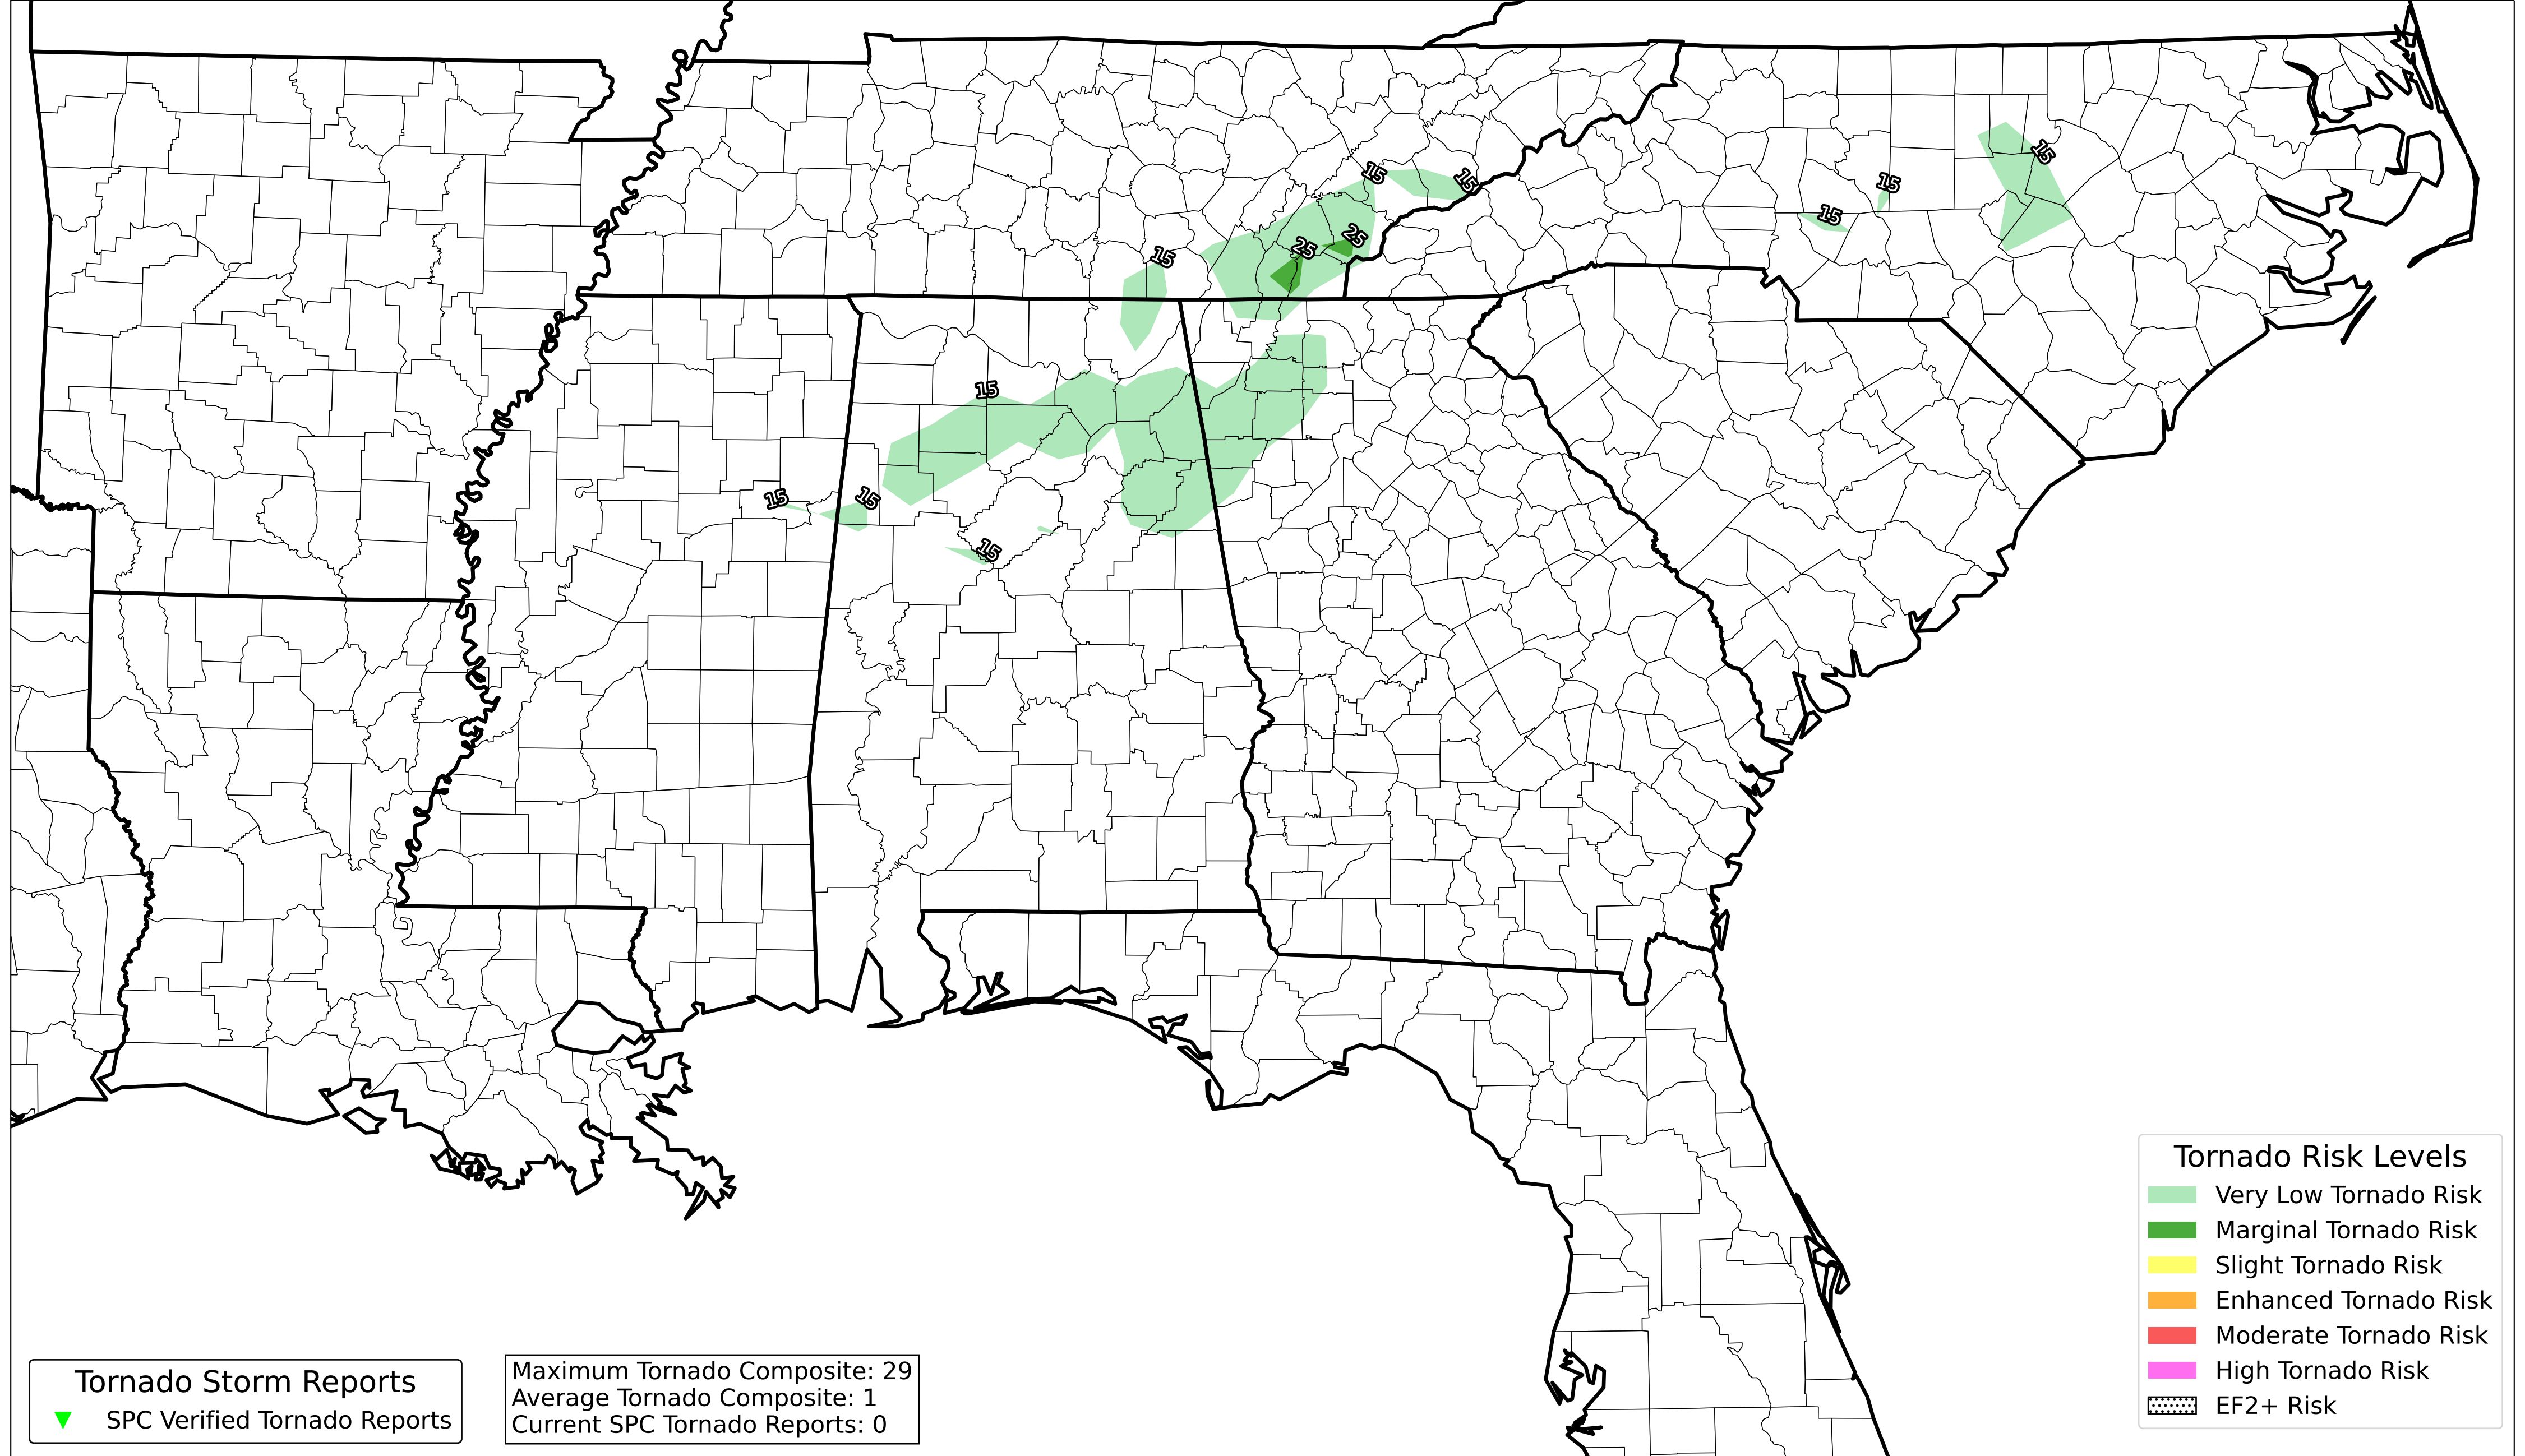 15
15
15
15
15
25
25
15
15
15
15
15
15
Tornado Risk Levels
Very Low Tornado Risk
Marginal Tornado Risk
Slight Tornado Risk
Enhanced Tornado Risk
Moderate Tornado Risk
High Tornado Risk
EF2+ Risk
Tornado Storm Reports
SPC Verified Tornado Reports
Maximum Tornado Composite: 29
Average Tornado Composite: 1
Current SPC Tornado Reports: 0